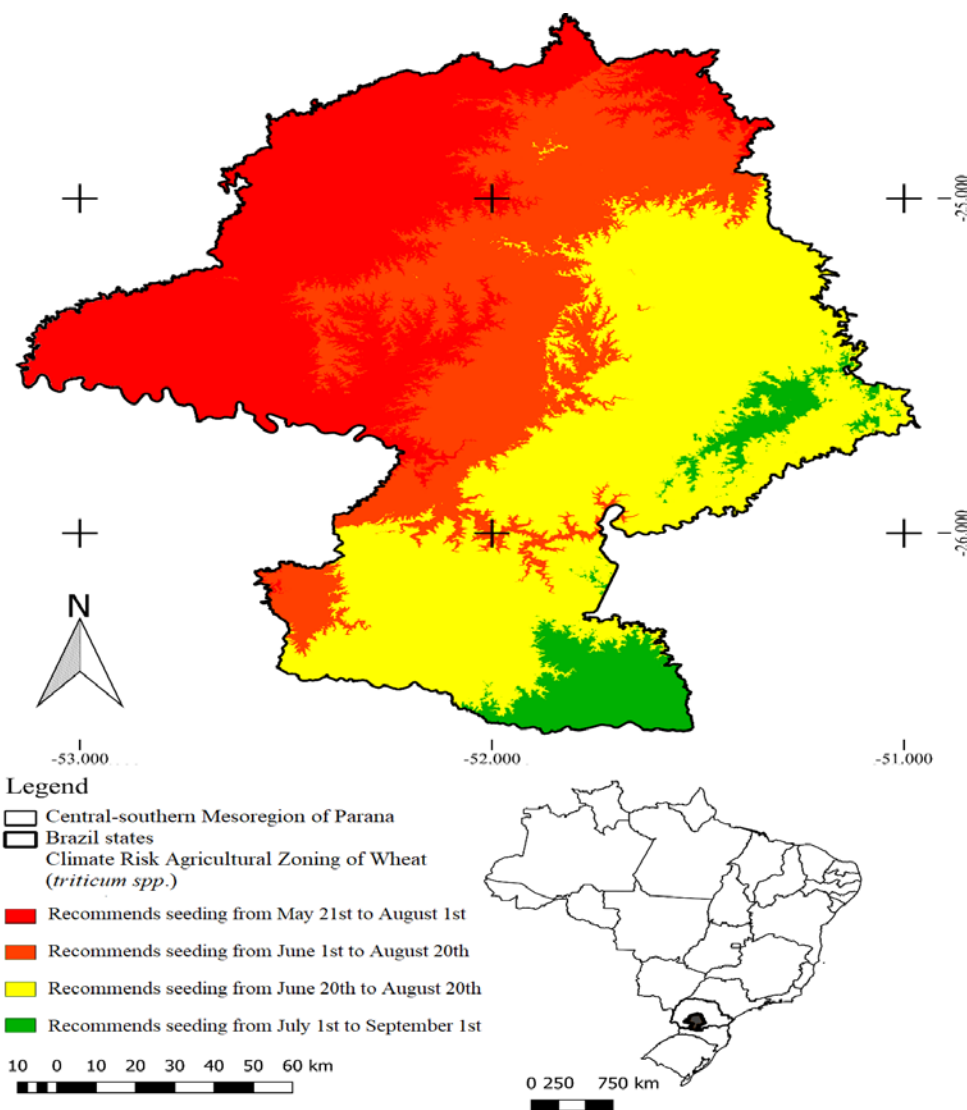 -25.000
-26.000
N
-53.000
-52.000
-51.000
Legend
Central-southern Mesoregion of Parana
Brazil states
Climate Risk Agricultural Zoning of Wheat
(triticum spp.)
Recommends seeding from May 21st to August 1st
Recommends seeding from June 1st to August 20th
Recommends seeding from June 20th to August 20th
Recommends seeding from July 1st to September 1st
10 0 10 20 30 40 50 60 km
0 250 750 km